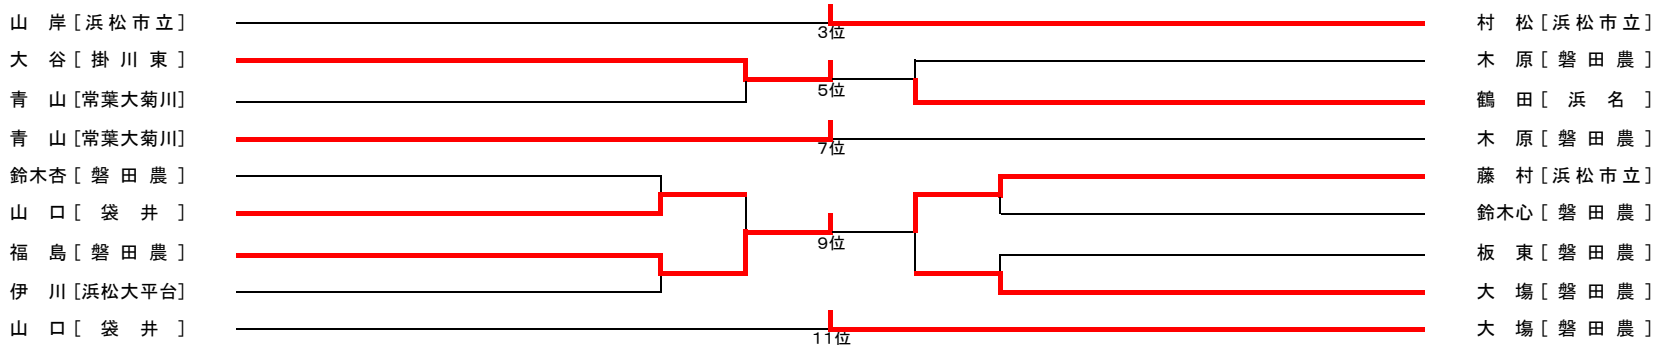 山 岸 [浜松市立] 村 松 [浜松市立]
3位
大 谷 [掛川東] 木 原 [磐田農]
5位
青 山 [常葉大菊川] 鶴 田 [浜名]
青 山 [常葉大菊川] 木 原 [磐田農]
7位
鈴木杏 [磐田農] 藤 村 [浜松市立]
山 口 [袋井] 鈴木心 [磐田農]
9位
福 島 [磐田農] 板 東 [磐田農]
伊 川 [浜松大平台] 大 塲 [磐田農]
山 口 [袋井] 大 塲 [磐田農]
11位